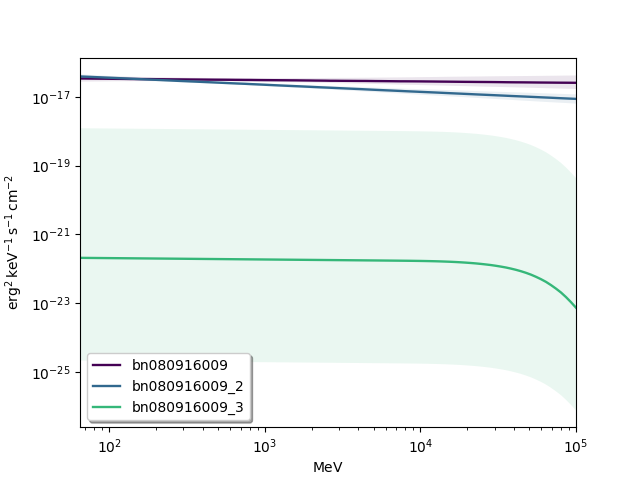 erg² keV⁻¹ s⁻¹ cm⁻²
10⁻¹⁷
10⁻¹⁹
10⁻²¹
10⁻²³
10⁻²⁵
bn080916009
bn080916009_2
bn080916009_3
10² 10³ 10⁴ 10⁵
MeV